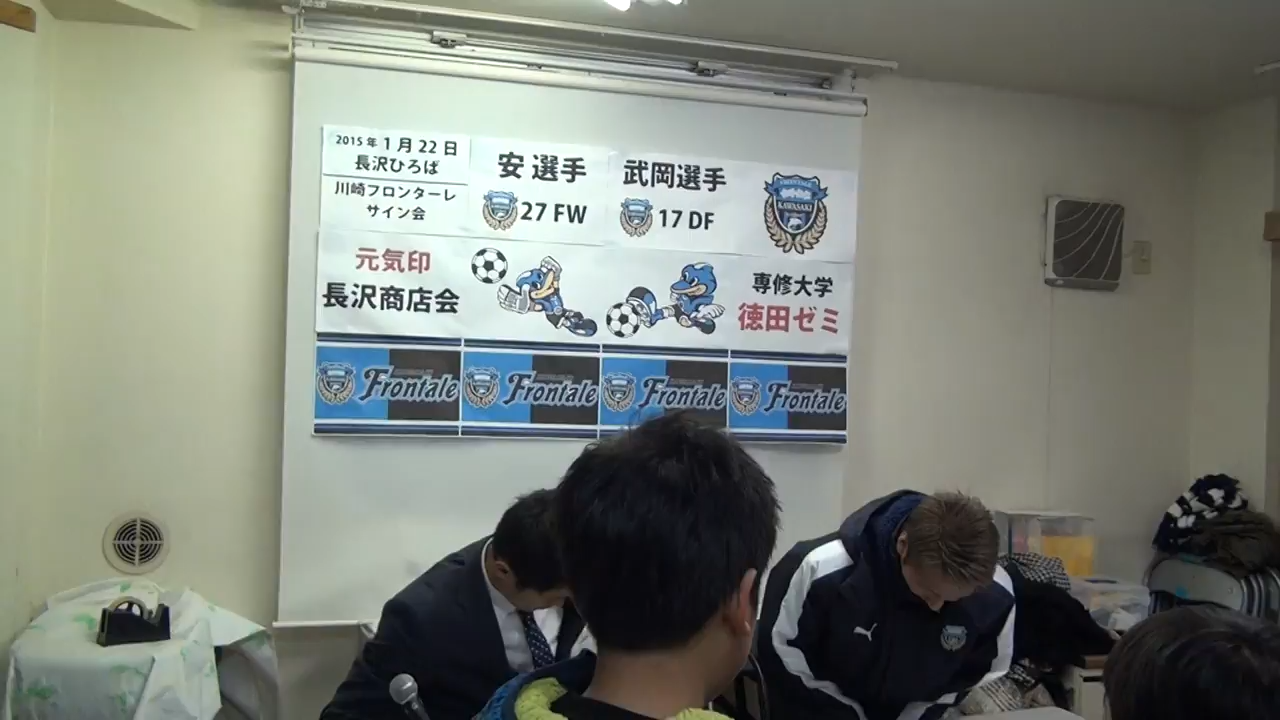 2015年1月22日
長沢ひろば
川崎フロンターレ
サイン会
安 選手
27 FW
武岡選手
17 DF
KAWASAKI
元気印
長沢商店会
専修大学
徳田ゼミ
Frontale
Frontale
Frontale
Frontale